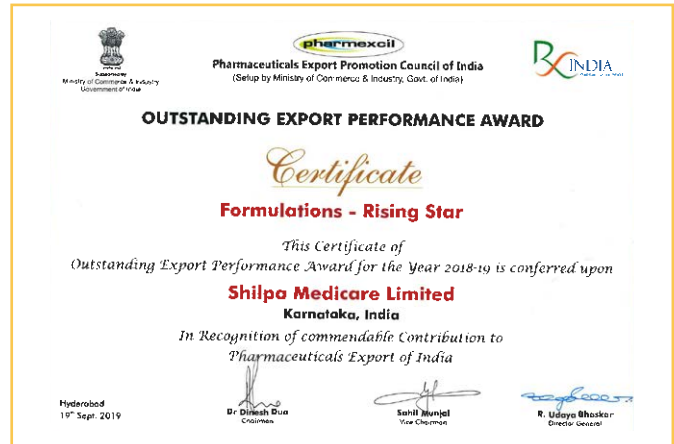 pharmexcil
Pharmaceuticals Export Promotion Council of India
(Setup by Ministry of Commerce & Industry, Govt. of India)
Supported by
Ministry of Commerce & Industry
Government of India
Rx INDIA
OUTSTANDING EXPORT PERFORMANCE AWARD
Certificate
Formulations - Rising Star
This Certificate of
Outstanding Export Performance Award for the Year 2018-19 is conferred upon
Shilpa Medicare Limited
Karnataka, India
In Recognition of commendable Contribution to
Pharmaceuticals Export of India
Hyderabad
19th Sept. 2019
Dr Dinesh Dua
Chairman
Sahil Munjal
Vice Chairman
R. Udaya Bhaskar
Director General